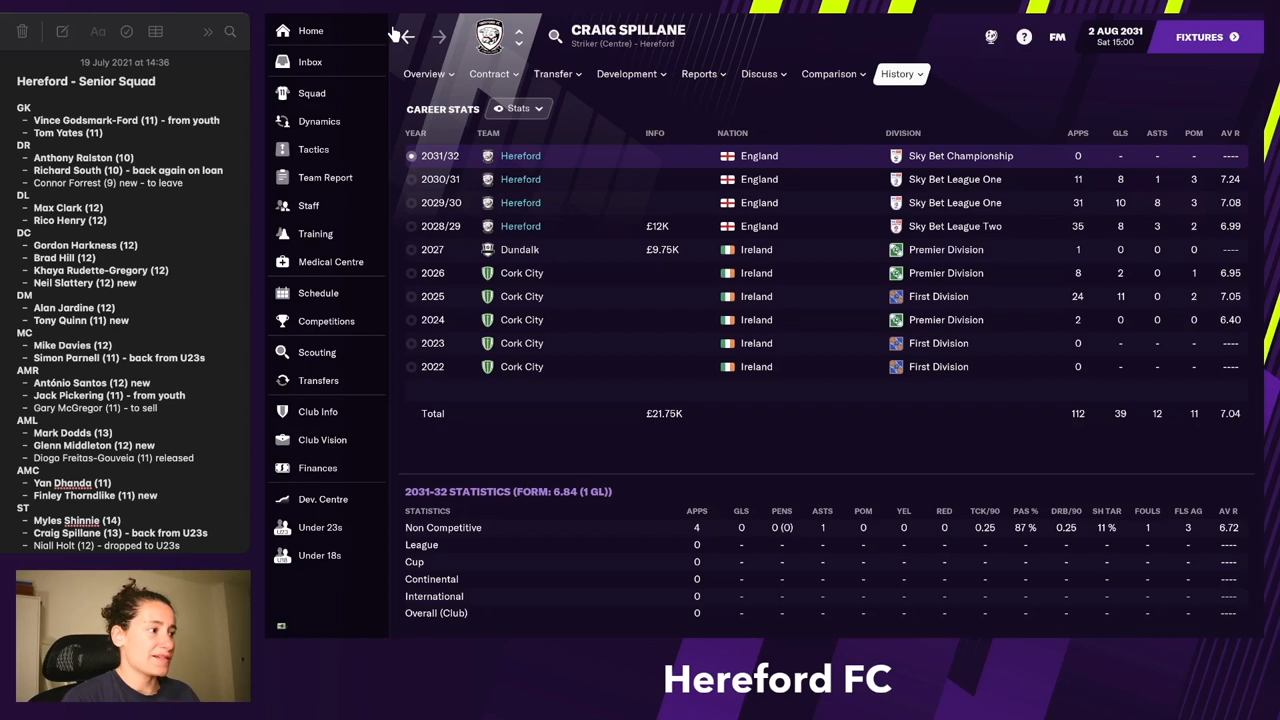 Aa
19 July 2021 at 14:36
Hereford - Senior Squad
GK
– Vince Godsmark-Ford (11) - from youth
– Tom Yates (11)
DR
– Anthony Ralston (10)
– Richard South (10) - back again on loan
– Connor Forrest (9) new - to leave
DL
– Max Clark (12)
– Rico Henry (12)
DC
– Gordon Harkness (12)
– Brad Hill (12)
– Khaya Rudette-Gregory (12)
– Neil Slattery (12) new
DM
– Alan Jardine (12)
– Tony Quinn (11) new
MC
– Mike Davies (12)
– Simon Parnell (11) - back from U23s
AMR
– António Santos (12) new
– Jack Pickering (11) - from youth
– Gary McGregor (11) - to sell
AML
– Mark Dodds (13)
– Glenn Middleton (12) new
– Diogo Freitas-Gouveia (11) released
AMC
– Yan Dhanda (11)
– Finley Thorndlike (11) new
ST
– Myles Shinnie (14)
– Craig Spillane (13) - back from U23s
– Niall Holt (12) - dropped to U23s
Home
Inbox
Squad
Dynamics
Tactics
Team Report
Staff
Training
Medical Centre
Schedule
Competitions
Scouting
Transfers
Club Info
Club Vision
Finances
Dev. Centre
Under 23s
Under 18s
CRAIG SPILLANE
Striker (Centre) - Hereford
FM
2 AUG 2031
Sat 15:00
FIXTURES
Overview Contract Transfer Development Reports Discuss Comparison History
CAREER STATS Stats
YEAR TEAM INFO NATION DIVISION APPS GLS ASTS POM AV R
2031/32 Hereford England Sky Bet Championship 0 - - - ----
2030/31 Hereford England Sky Bet League One 11 8 1 3 7.24
2029/30 Hereford England Sky Bet League One 31 10 8 3 7.08
2028/29 Hereford £12K England Sky Bet League Two 35 8 3 2 6.99
2027 Dundalk £9.75K Ireland Premier Division 1 0 0 0 ----
2026 Cork City Ireland Premier Division 8 2 0 1 6.95
2025 Cork City Ireland First Division 24 11 0 2 7.05
2024 Cork City Ireland Premier Division 2 0 0 0 6.40
2023 Cork City Ireland First Division 0 - - - ----
2022 Cork City Ireland First Division 0 - - - ----
Total £21.75K 112 39 12 11 7.04
2031-32 STATISTICS (FORM: 6.84 (1 GL))
STATISTICS APPS GLS PENS ASTS POM YEL RED TCK/90 PAS % DRB/90 SH TAR FOULS FLS AG AV R
Non Competitive 4 0 0 (0) 1 0 0 0 0.25 87 % 0.25 11 % 1 3 6.72
League 0 - - - - - - - - - - - - ----
Cup 0 - - - - - - - - - - - - ----
Continental 0 - - - - - - - - - - - - ----
International 0 - - - - - - - - - - - - ----
Overall (Club) 0 - - - - - - - - - - - - ----
Hereford FC